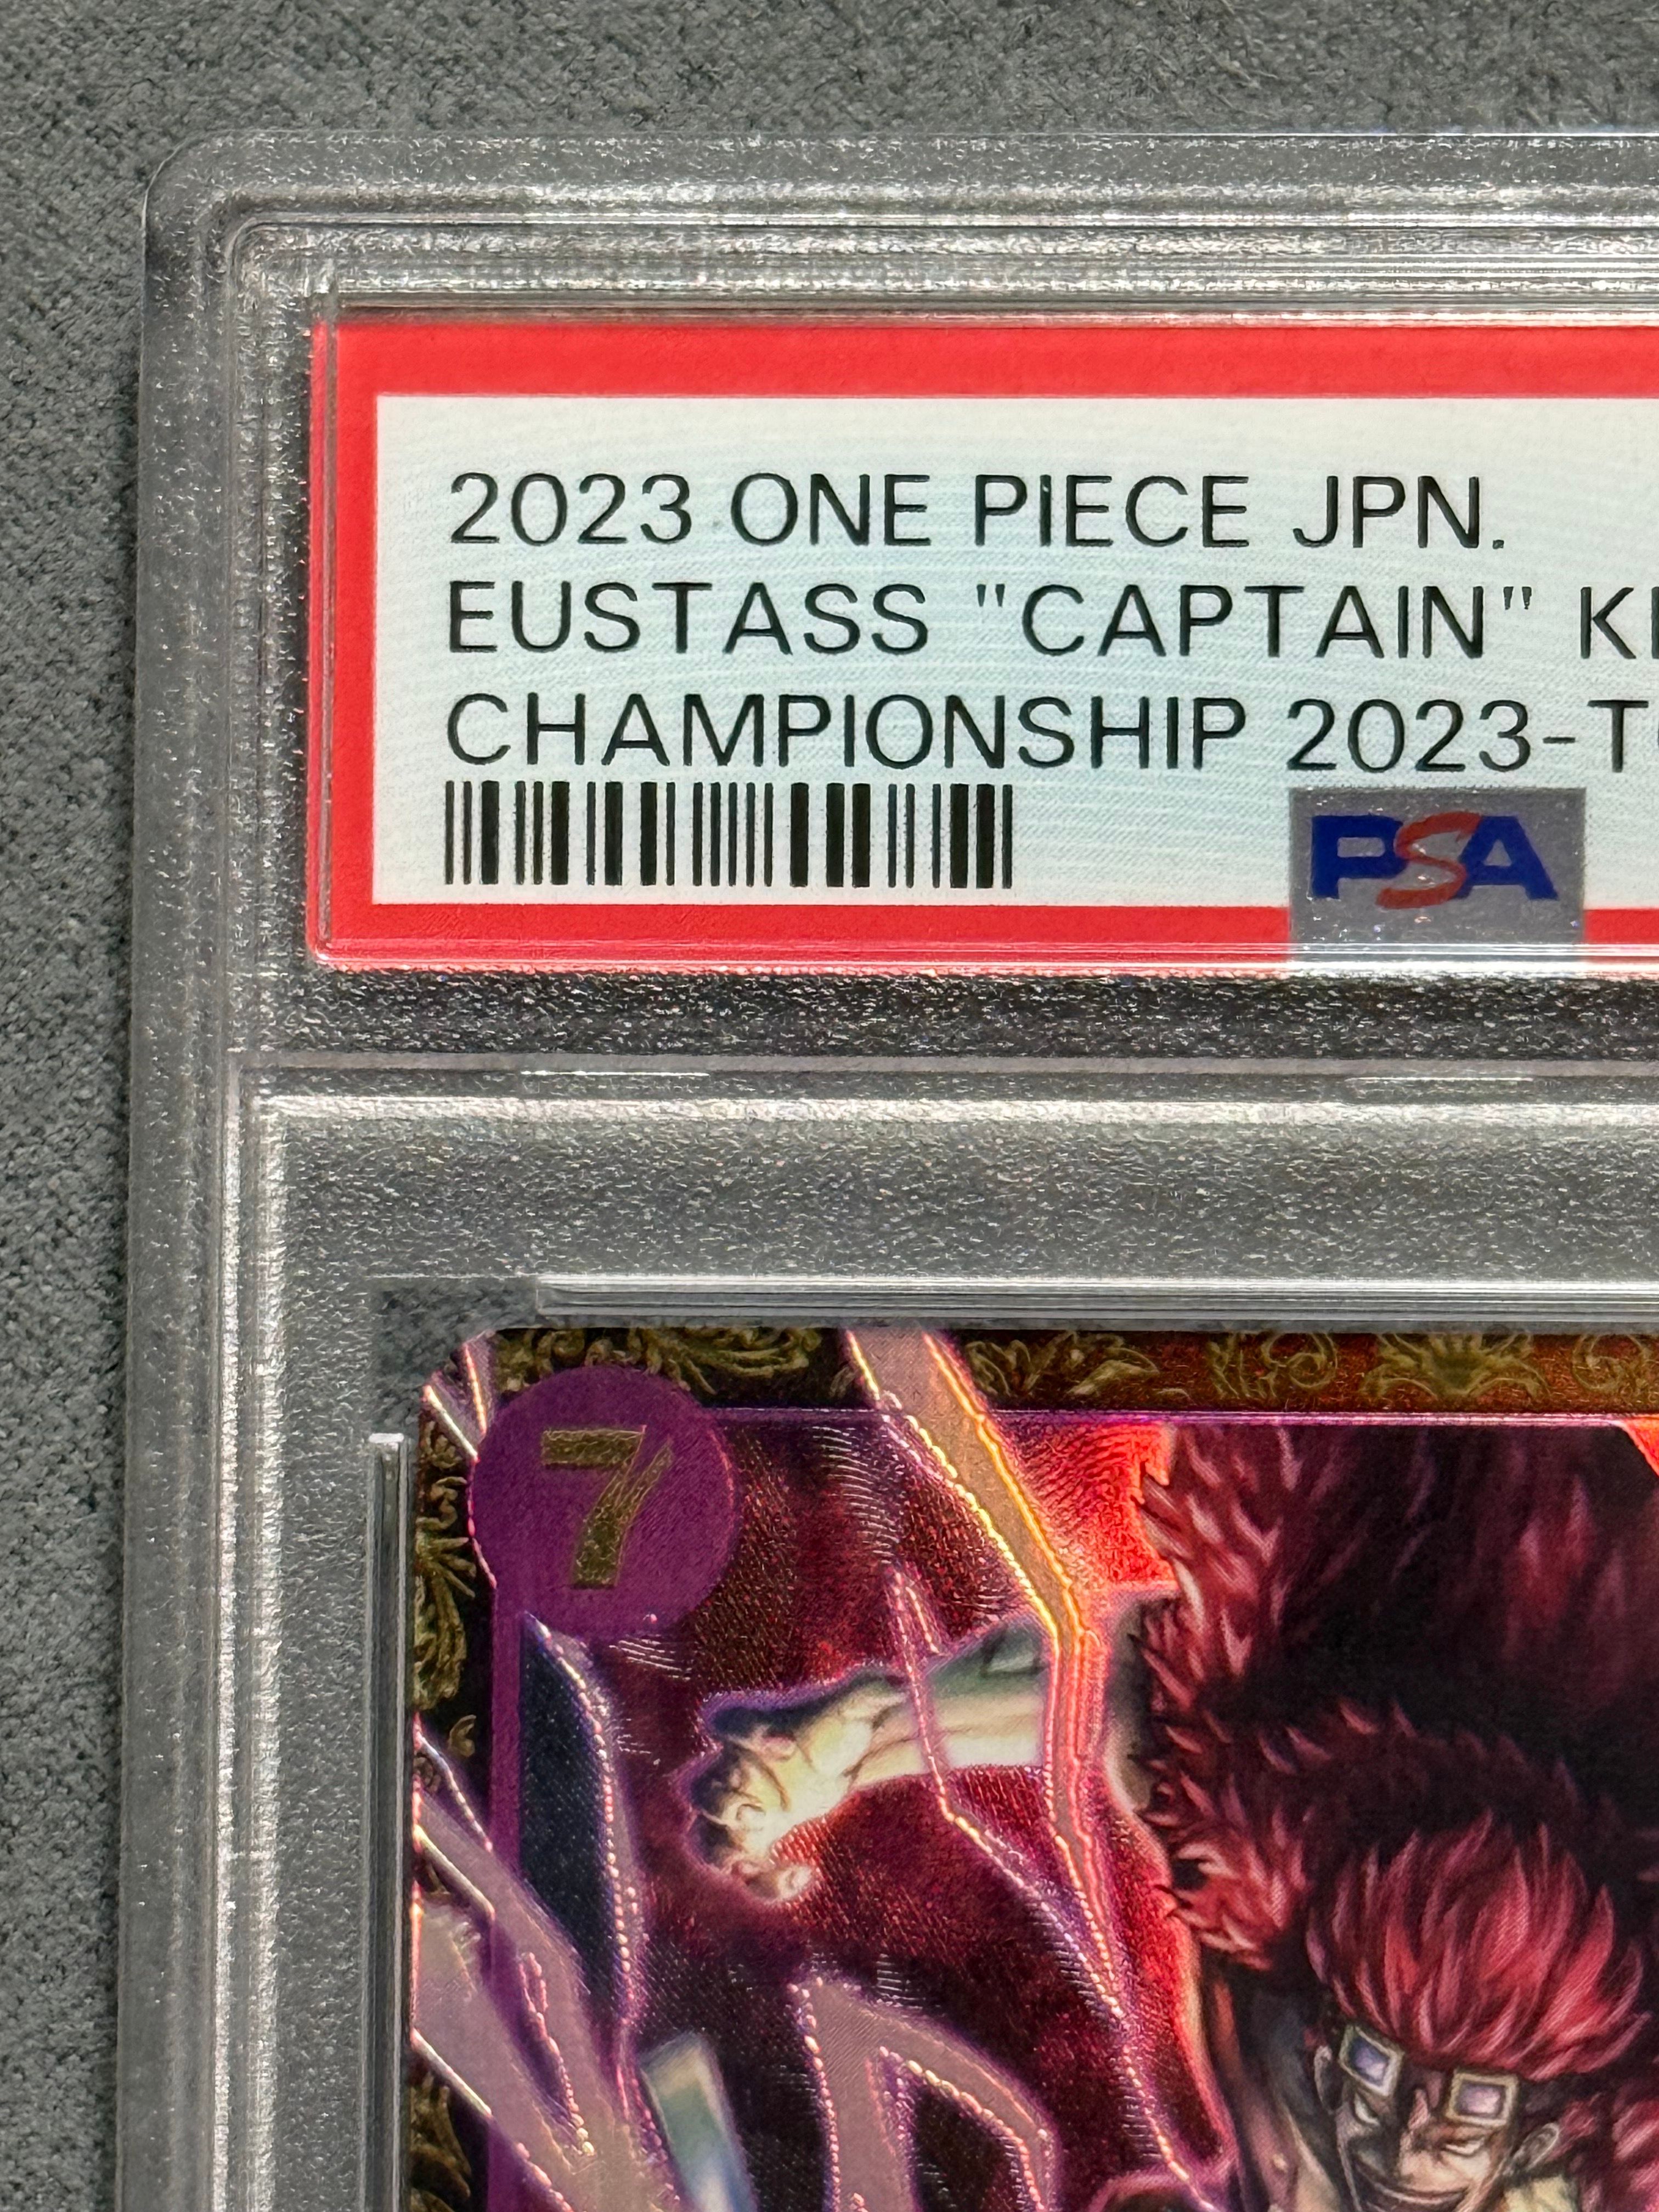 2023 ONE PIECE JPN.
EUSTASS "CAPTAIN" K
CHAMPIONSHIP 2023-T
PSA
7